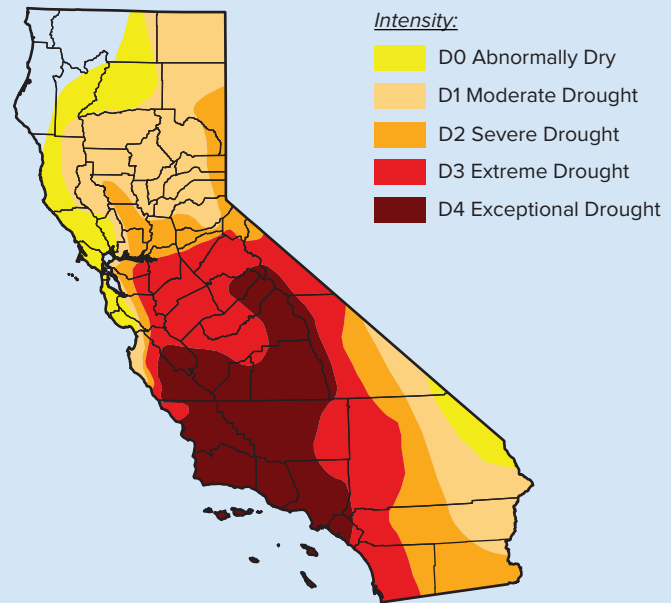 Intensity:
D0 Abnormally Dry
D1 Moderate Drought
D2 Severe Drought
D3 Extreme Drought
D4 Exceptional Drought